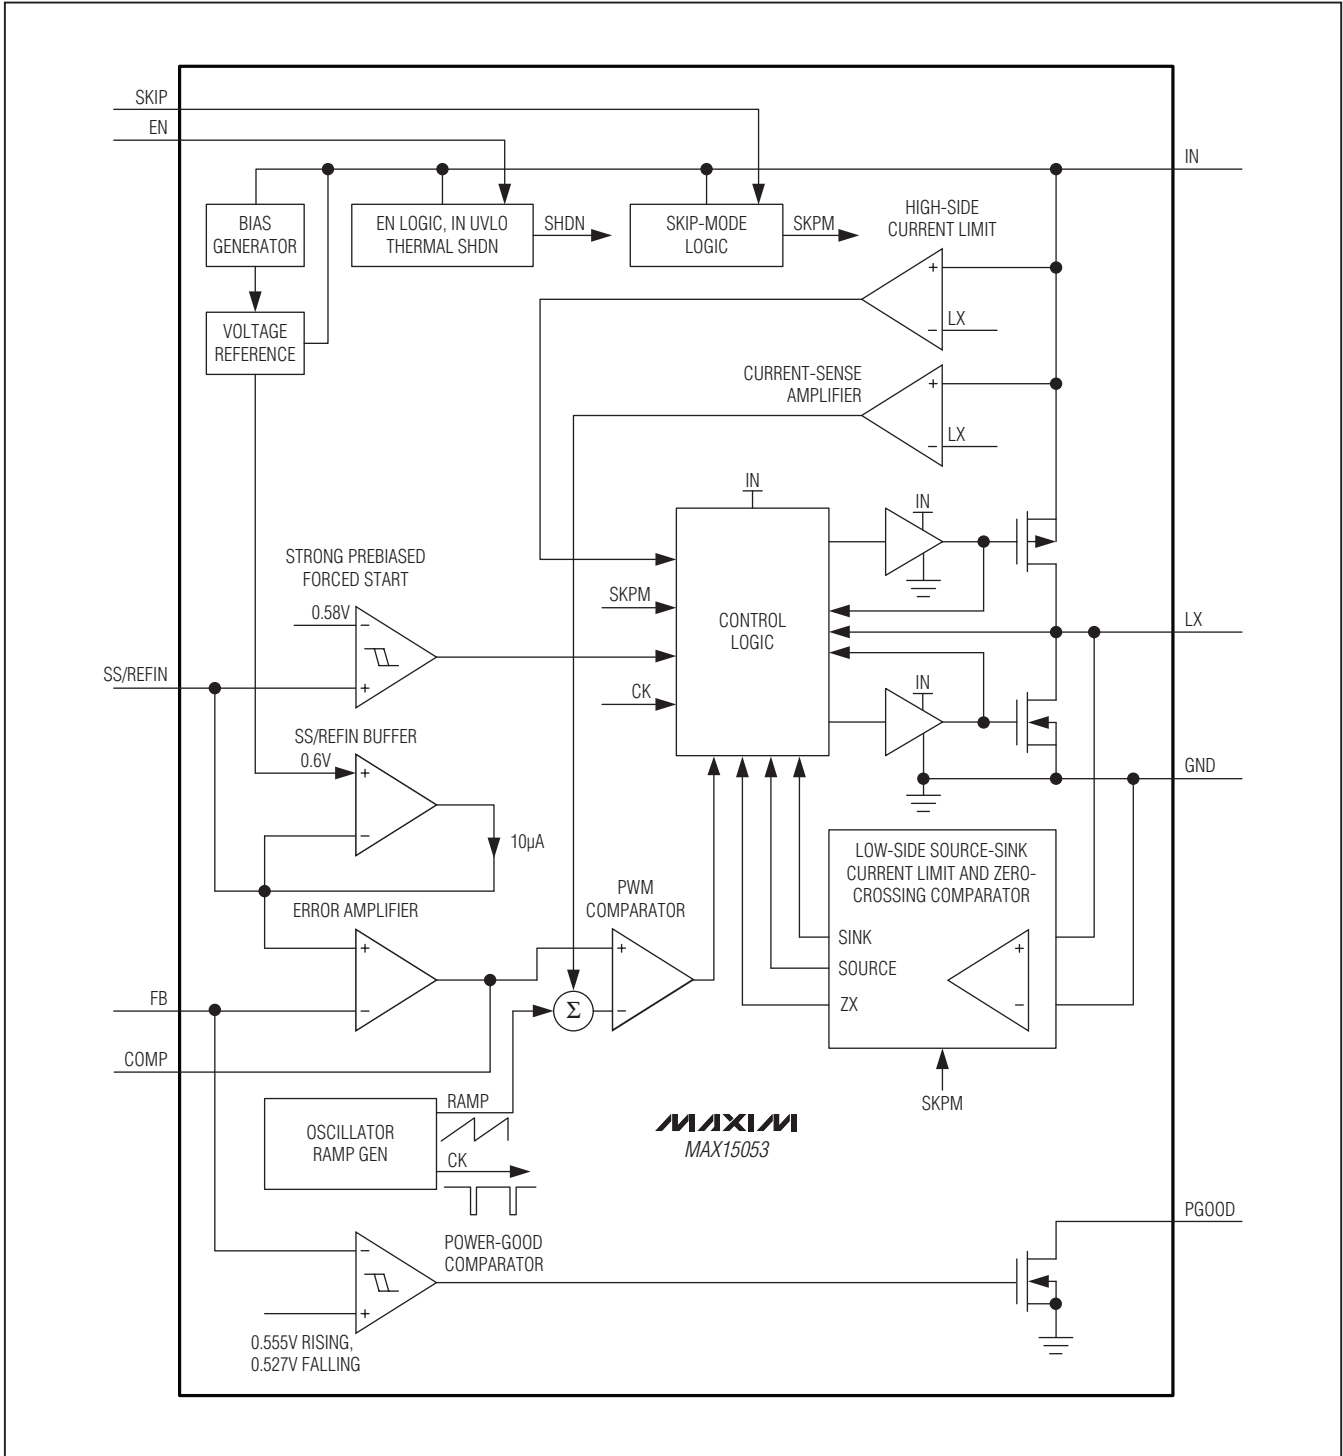 SKIP
EN
IN
BIAS
GENERATOR
EN LOGIC, IN UVLO
THERMAL SHDN
SHDN
SKIP-MODE
LOGIC
SKPM
HIGH-SIDE
CURRENT LIMIT
+
LX
−
VOLTAGE
REFERENCE
CURRENT-SENSE
AMPLIFIER
+
LX
−
IN
IN
STRONG PREBIASED
FORCED START
0.58V
−
+
SKPM
CONTROL
LOGIC
LX
SS/REFIN
CK
IN
SS/REFIN BUFFER
0.6V
+
−
10µA
GND
LOW-SIDE SOURCE-SINK
CURRENT LIMIT AND ZERO-
CROSSING COMPARATOR
SINK
SOURCE
ZX
+
−
SKPM
PWM
COMPARATOR
+
−
ERROR AMPLIFIER
+
−
Σ
FB
COMP
OSCILLATOR
RAMP GEN
RAMP
CK
MAXIM
MAX15053
PGOOD
POWER-GOOD
COMPARATOR
−
+
0.555V RISING,
0.527V FALLING